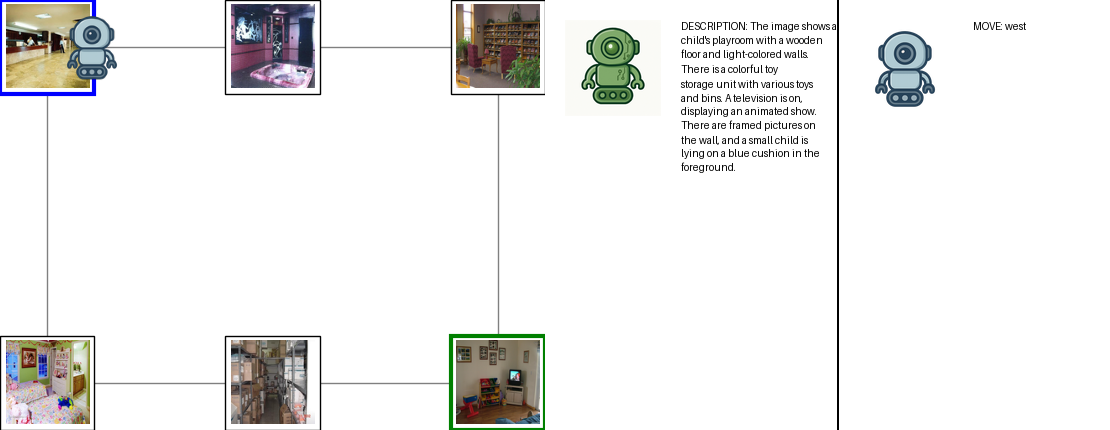 DESCRIPTION: The image shows a
child's playroom with a wooden
floor and light-colored walls.
There is a colorful toy
storage unit with various toys
and bins. A television is on,
displaying an animated show.
There are framed pictures on
the wall, and a small child is
lying on a blue cushion in the
foreground.
MOVE: west